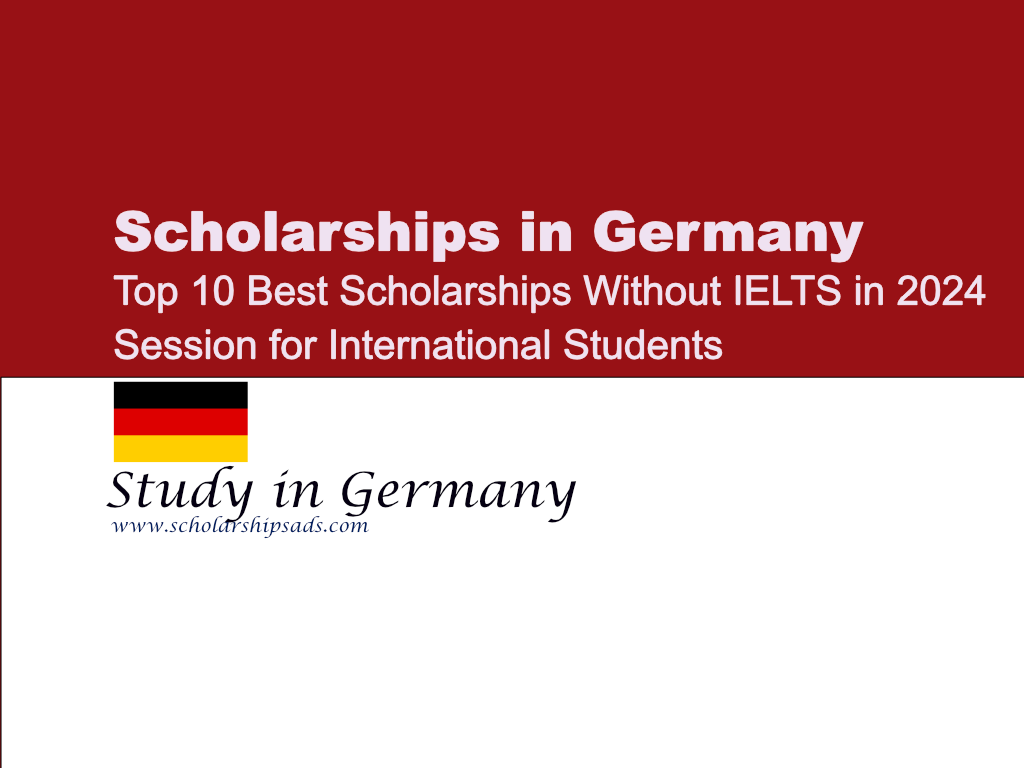 Scholarships in Germany
Top 10 Best Scholarships Without IELTS in 2024
Session for International Students
Study in Germany
www.scholarshipsads.com